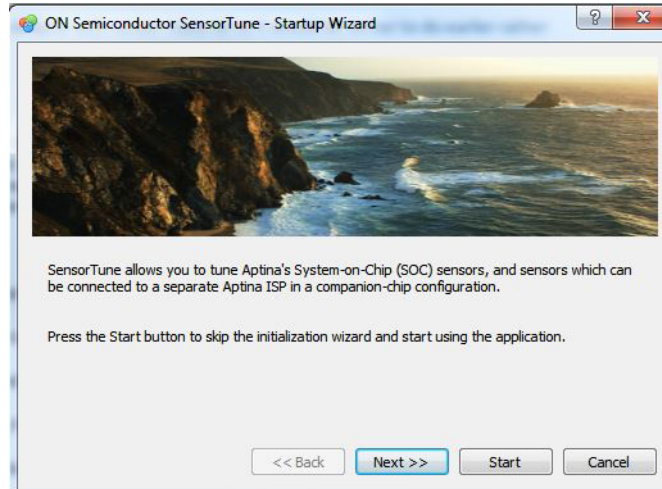 ON Semiconductor SensorTune - Startup Wizard
SensorTune allows you to tune Aptina's System-on-Chip (SOC) sensors, and sensors which can
be connected to a separate Aptina ISP in a companion-chip configuration.
Press the Start button to skip the initialization wizard and start using the application.
<< Back
Next >>
Start
Cancel